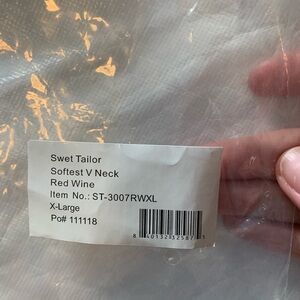 Swet Tailor
Softest V Neck
Red Wine
Item No.: ST-3007RWXL
X-Large
Po# 111118